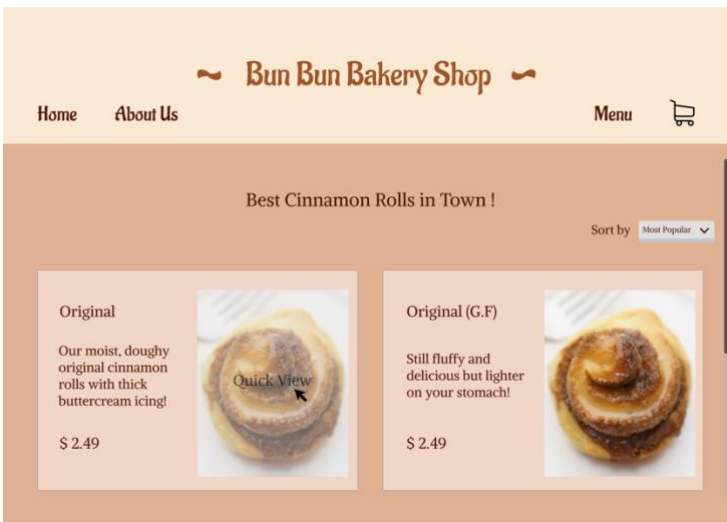 ~ Bun Bun Bakery Shop ~
Home About Us Menu
Best Cinnamon Rolls in Town !
Sort by Most Popular
Original
Our moist, doughy
original cinnamon
rolls with thick
buttercream icing!
$ 2.49
Quick View
Original (G.F)
Still fluffy and
delicious but lighter
on your stomach!
$ 2.49